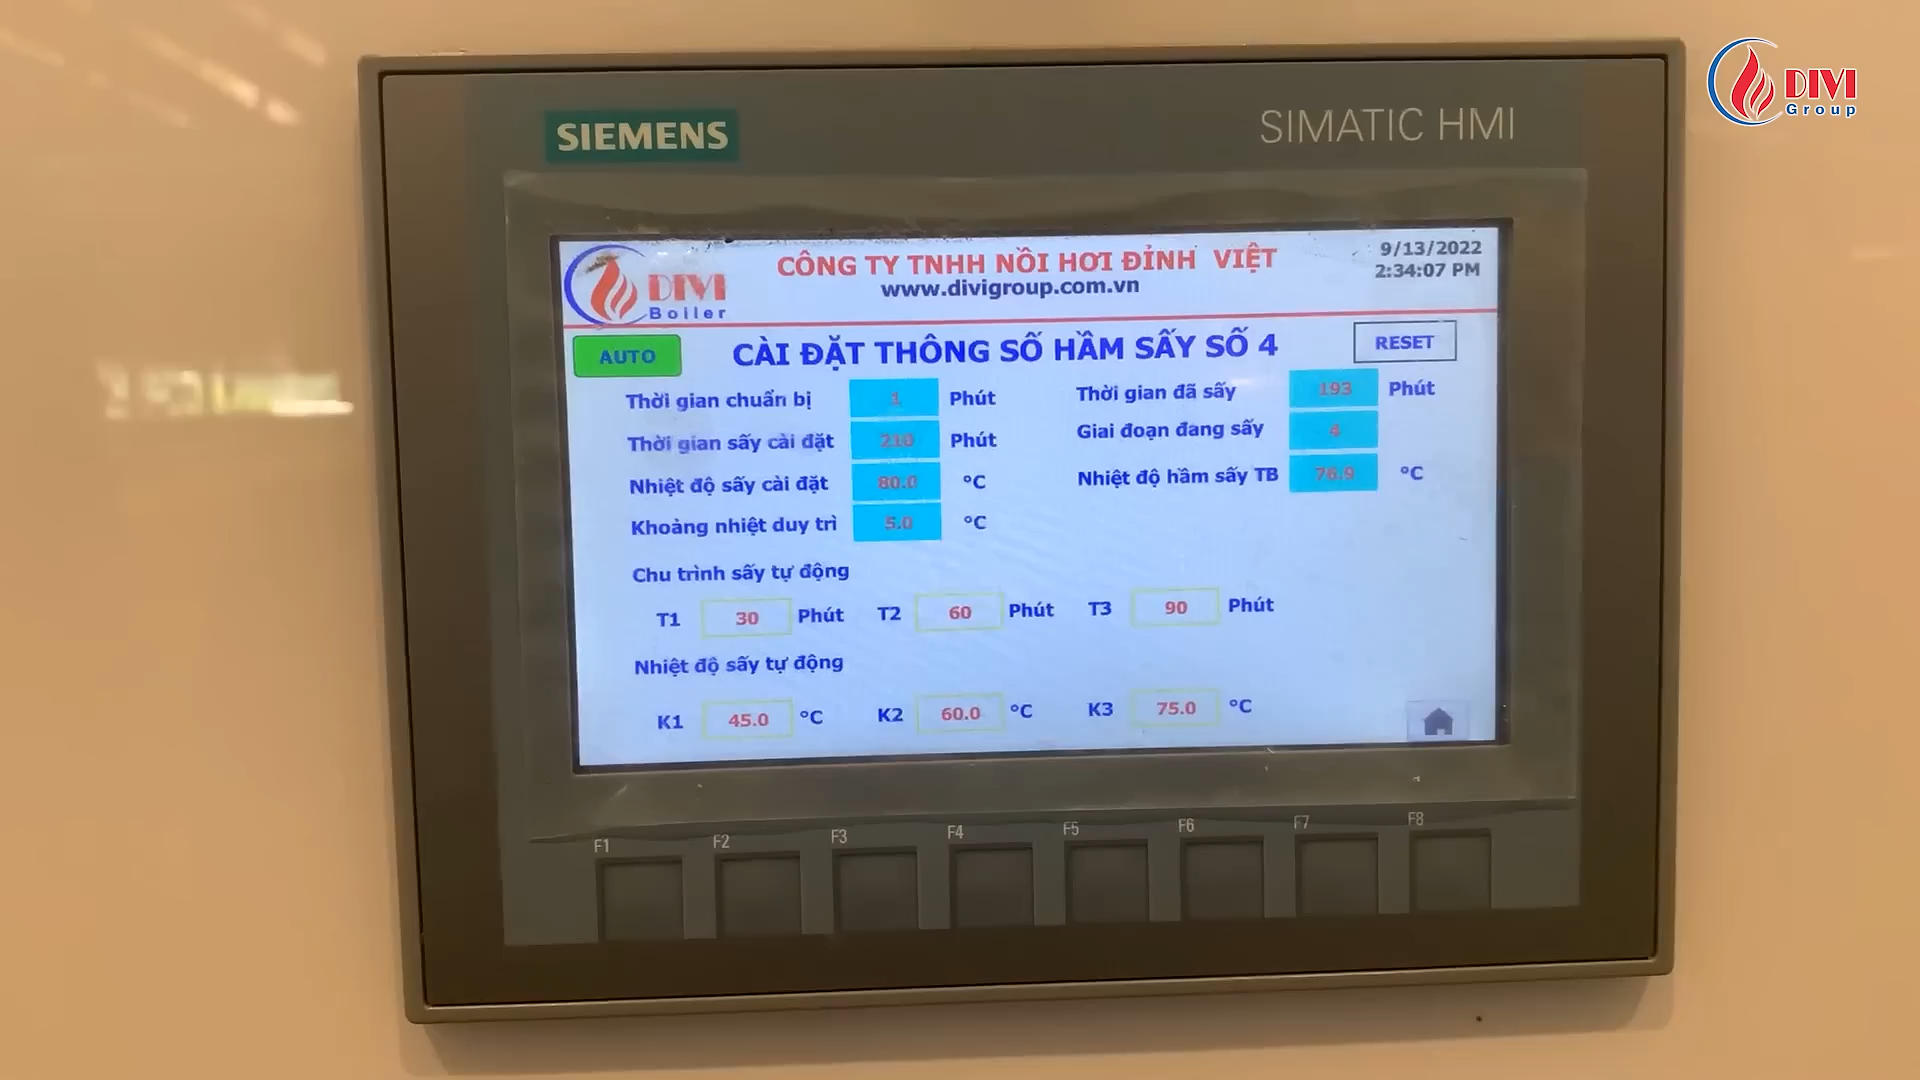 DIVI
Group
SIEMENS
SIMATIC HMI
DIVI
Boiler
CÔNG TY TNHH NỒI HƠI ĐỈNH VIỆT
www.divigroup.com.vn
9/13/2022
2:34:07 PM
AUTO
CÀI ĐẶT THÔNG SỐ HẦM SẤY SỐ 4
RESET
Thời gian chuẩn bị 1 Phút
Thời gian đã sấy 193 Phút
Thời gian sấy cài đặt 210 Phút
Giai đoạn đang sấy 4
Nhiệt độ sấy cài đặt 80.0 °C
Nhiệt độ hầm sấy TB 76.9 °C
Khoảng nhiệt duy trì 5.0 °C
Chu trình sấy tự động
T1 30 Phút T2 60 Phút T3 90 Phút
Nhiệt độ sấy tự động
K1 45.0 °C K2 60.0 °C K3 75.0 °C
F1 F2 F3 F4 F5 F6 F7 F8